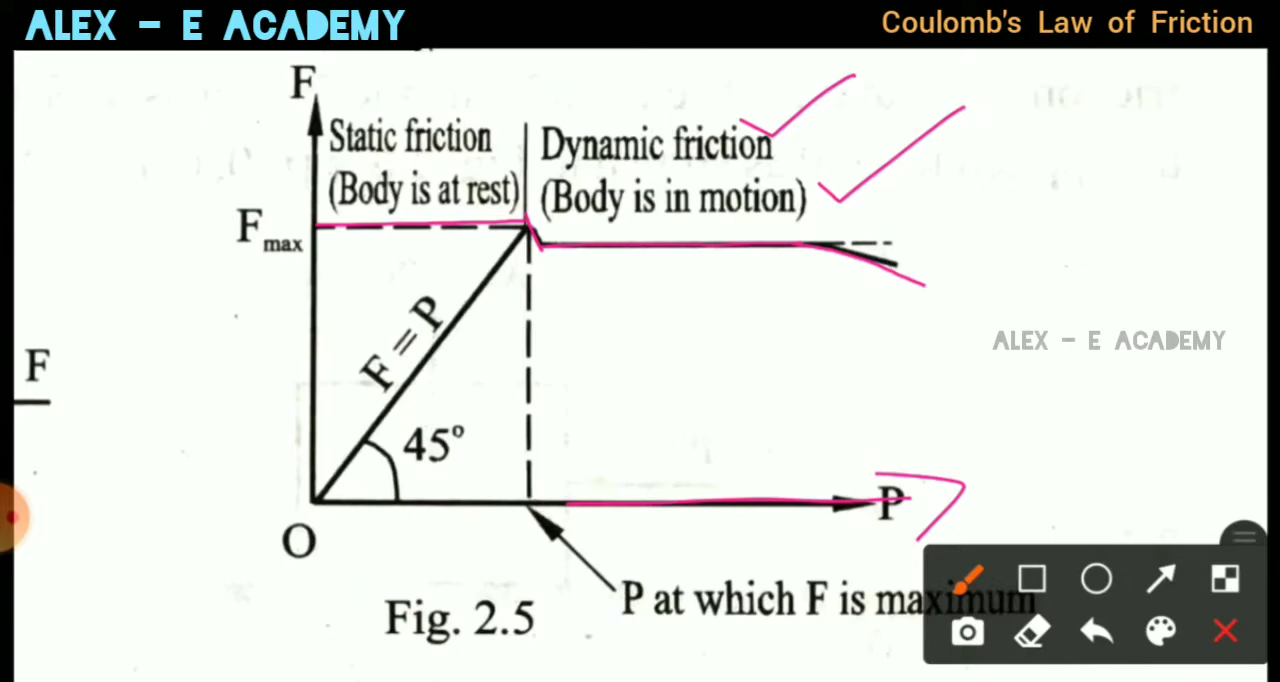 ALEX – E ACADEMY
Coulomb's Law of Friction
F
Static friction
(Body is at rest)
Dynamic friction
(Body is in motion)
Fmax
F = P
F
ALEX – E ACADEMY
45°
P
O
P at which F is maximum
Fig. 2.5